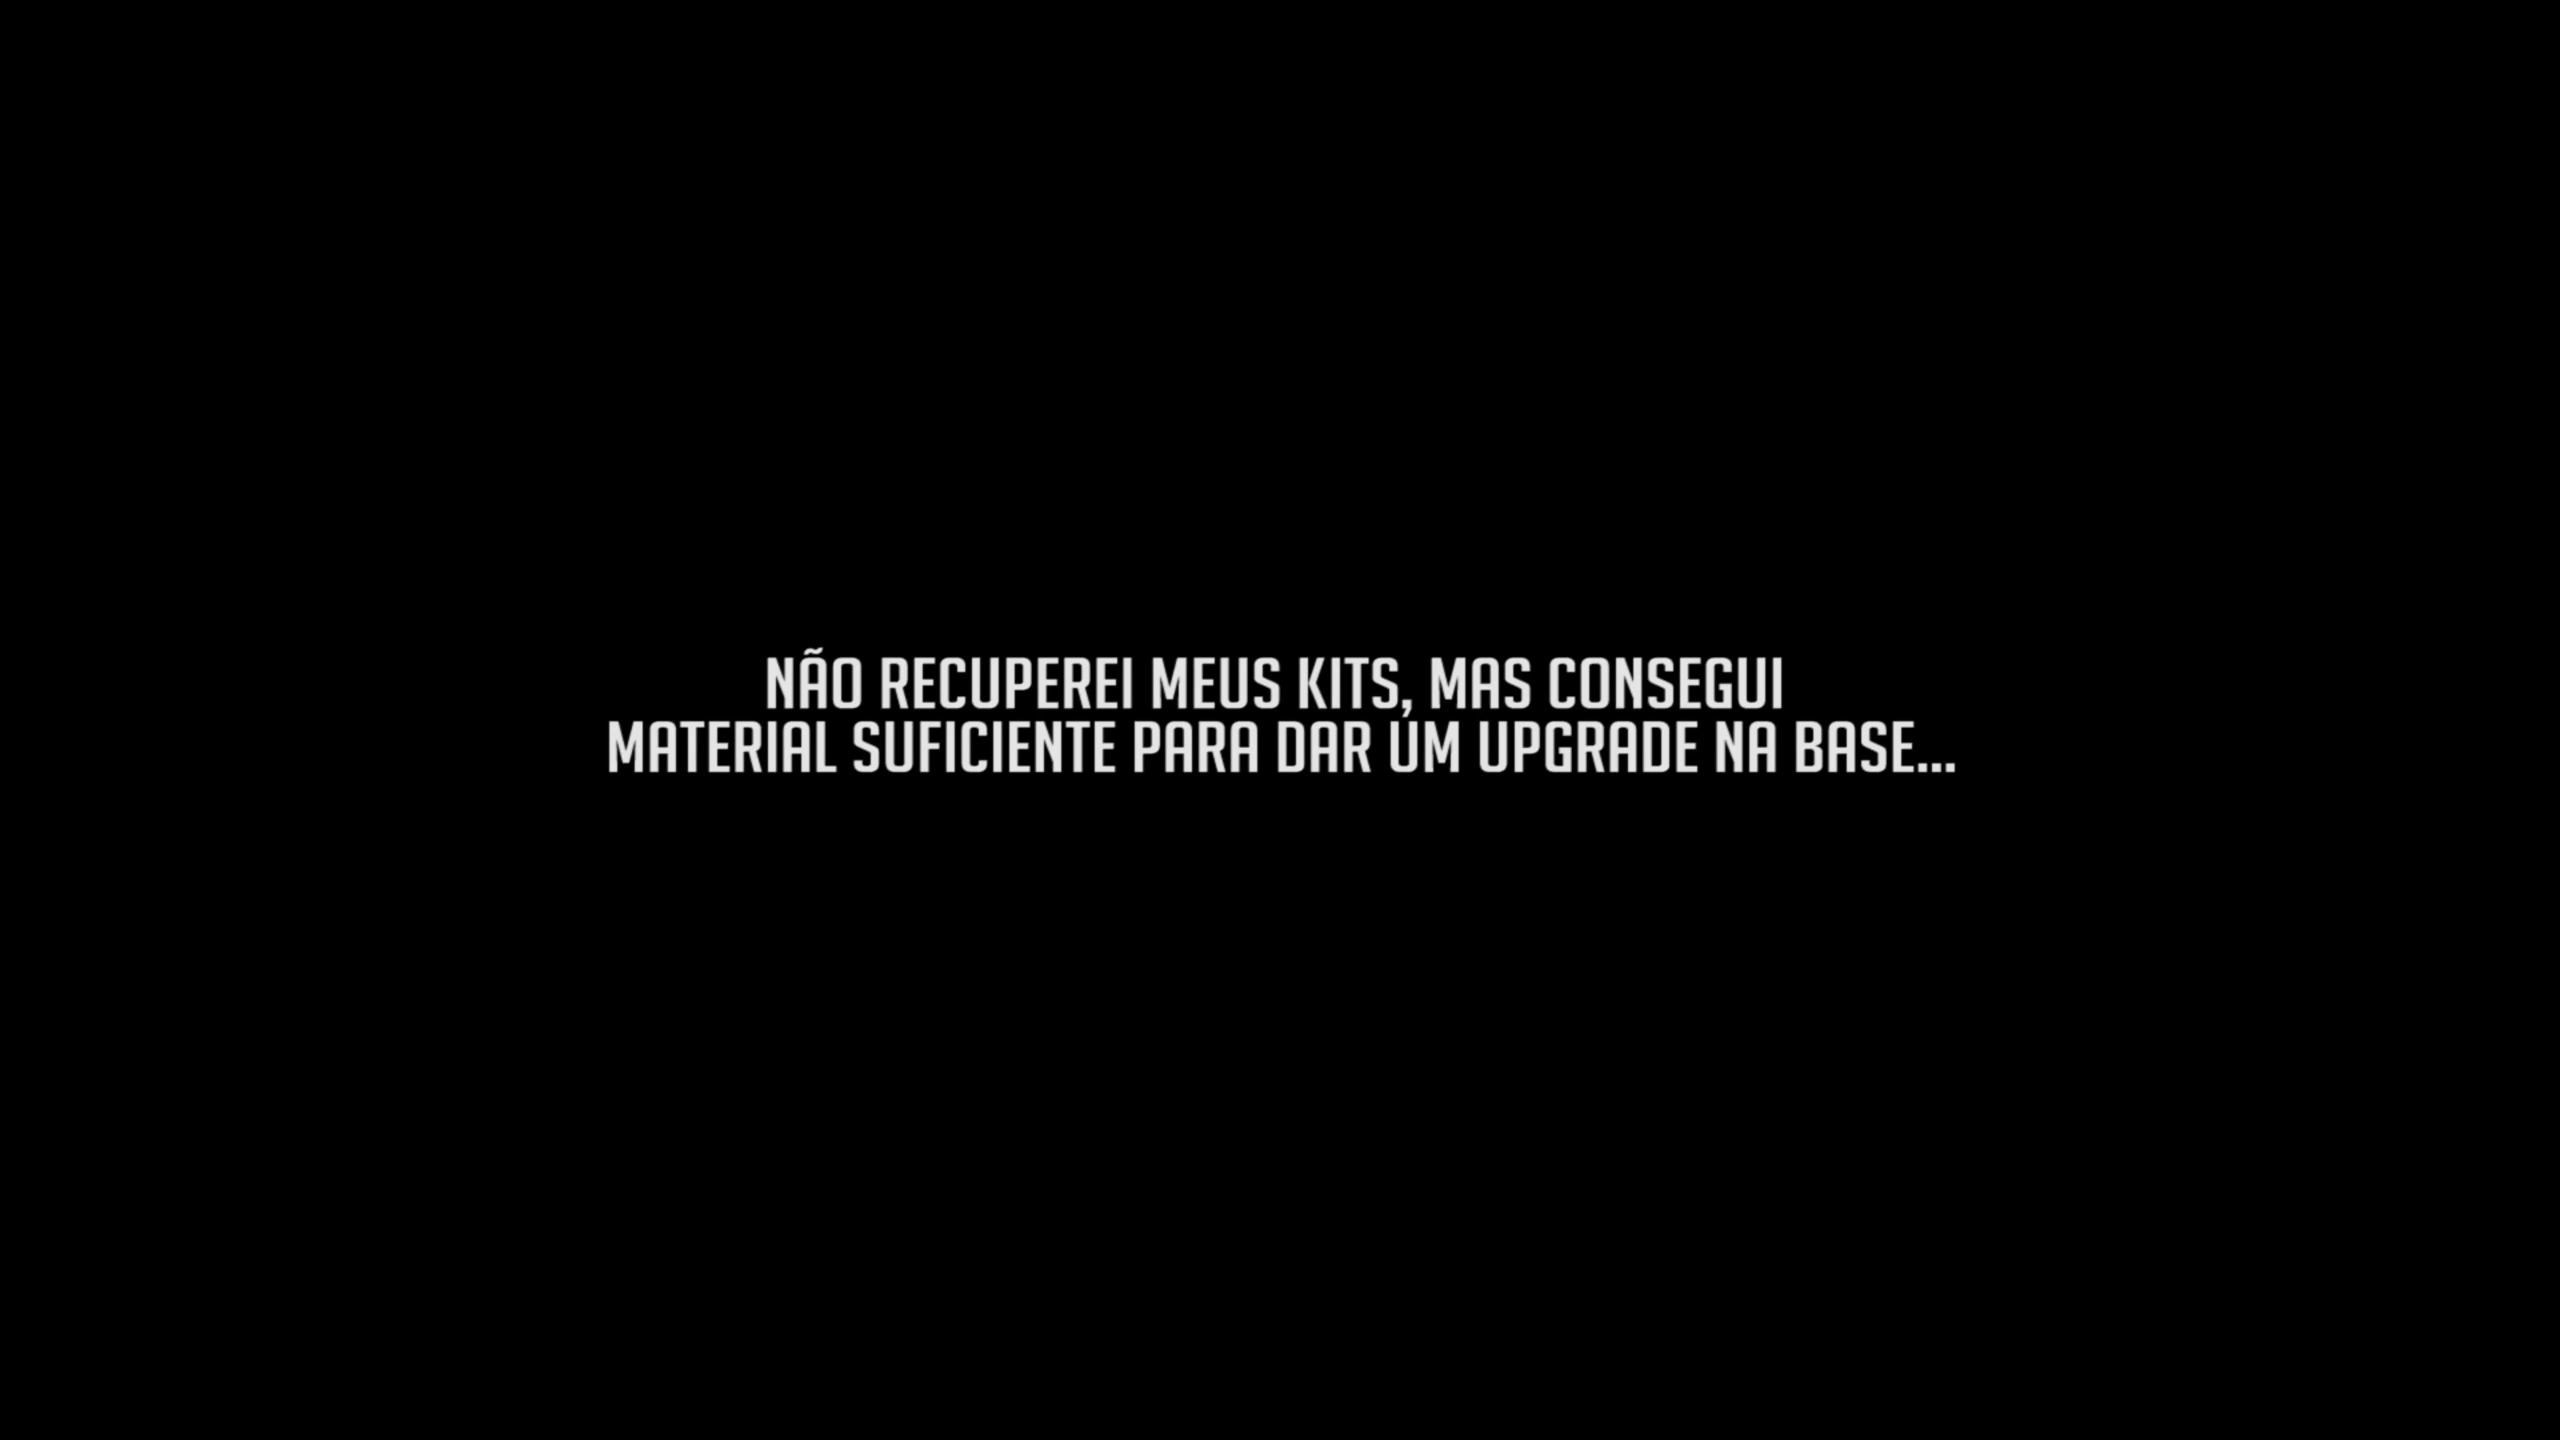 NÃO RECUPEREI MEUS KITS, MAS CONSEGUI
MATERIAL SUFICIENTE PARA DAR UM UPGRADE NA BASE...